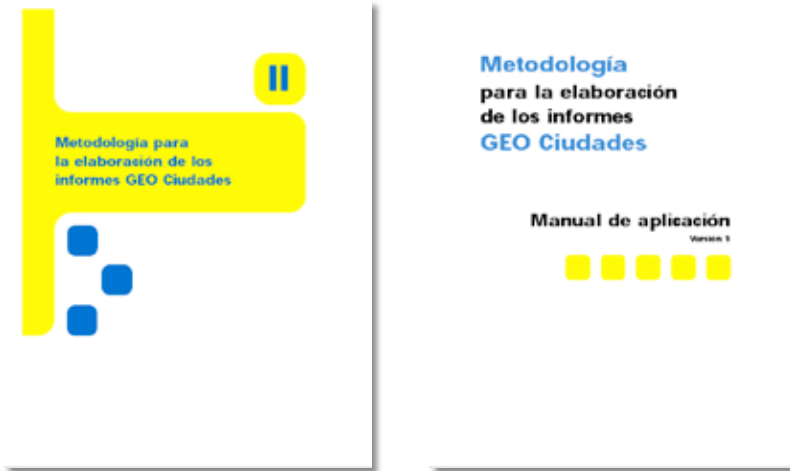 II
Metodología para
la elaboración de los
informes GEO Ciudades
Metodología
para la elaboración
de los informes
GEO Ciudades
Manual de aplicación
Versión 1